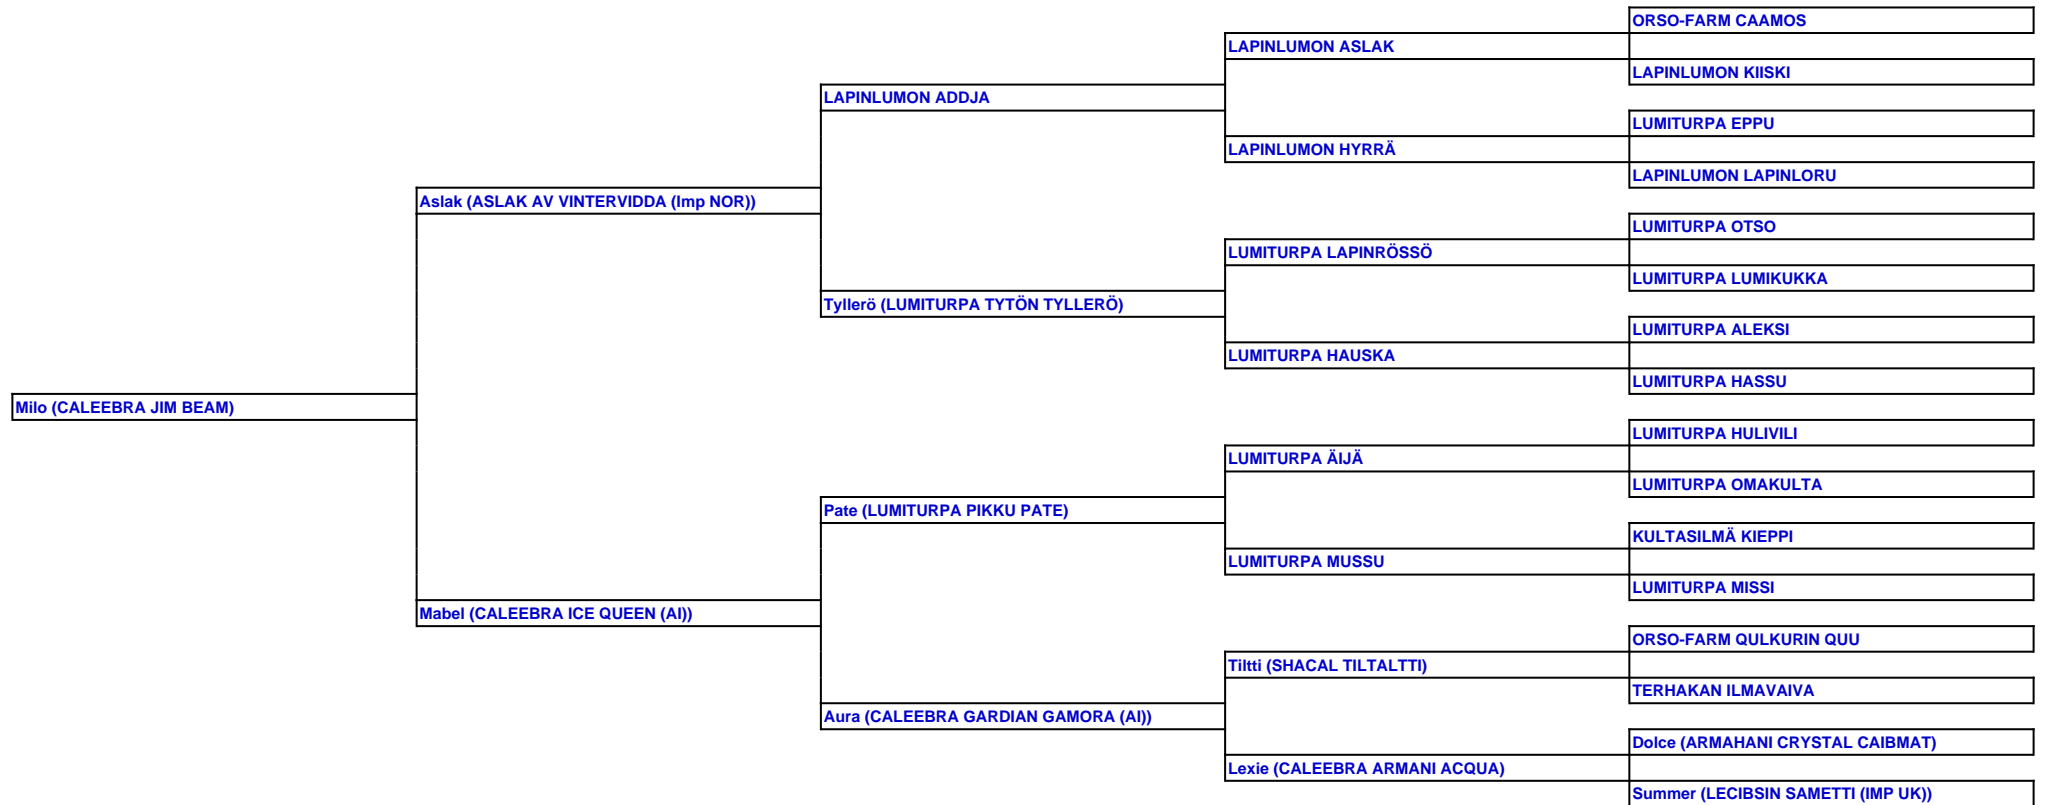 ORSO-FARM CAAMOS
LAPINLUMON ASLAK
LAPINLUMON KIISKI
LAPINLUMON ADDJA
LUMITURPA EPPU
LAPINLUMON HYRRÄ
LAPINLUMON LAPINLORU
Aslak (ASLAK AV VINTERVIDDA (Imp NOR))
LUMITURPA OTSO
LUMITURPA LAPINRÖSSÖ
LUMITURPA LUMIKUKKA
Tyllerö (LUMITURPA TYTÖN TYLLERÖ)
LUMITURPA ALEKSI
LUMITURPA HAUSKA
LUMITURPA HASSU
Milo (CALEEBRA JIM BEAM)
LUMITURPA HULIVILI
LUMITURPA ÄIJÄ
LUMITURPA OMAKULTA
Pate (LUMITURPA PIKKU PATE)
KULTASILMÄ KIEPPI
LUMITURPA MUSSU
LUMITURPA MISSI
Mabel (CALEEBRA ICE QUEEN (AI))
ORSO-FARM QULKURIN QUU
Tiltti (SHACAL TILTALTTI)
TERHAKAN ILMAVAIVA
Aura (CALEEBRA GARDIAN GAMORA (AI))
Dolce (ARMAHANI CRYSTAL CAIBMAT)
Lexie (CALEEBRA ARMANI ACQUA)
Summer (LECIBSIN SAMETTI (IMP UK))